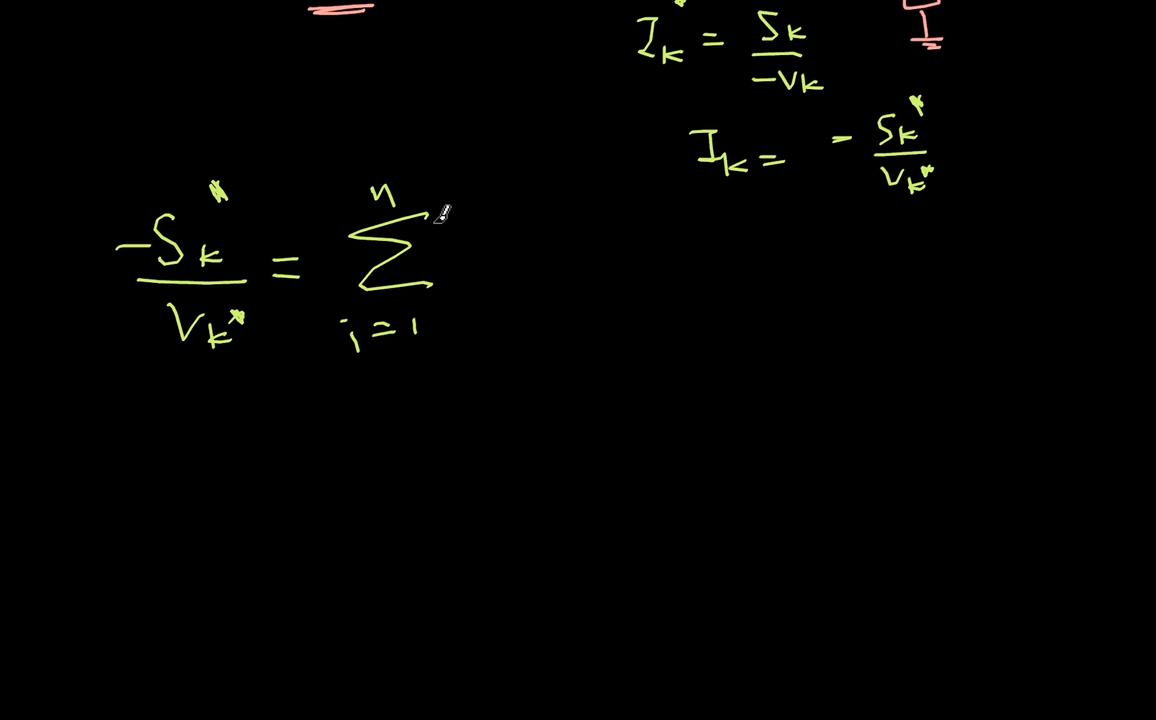 I_k^* = S_k / -V_k
I_k = - S_k^* / V_k^*
-S_k^* / V_k^* = Σ_{i=1}^{n}